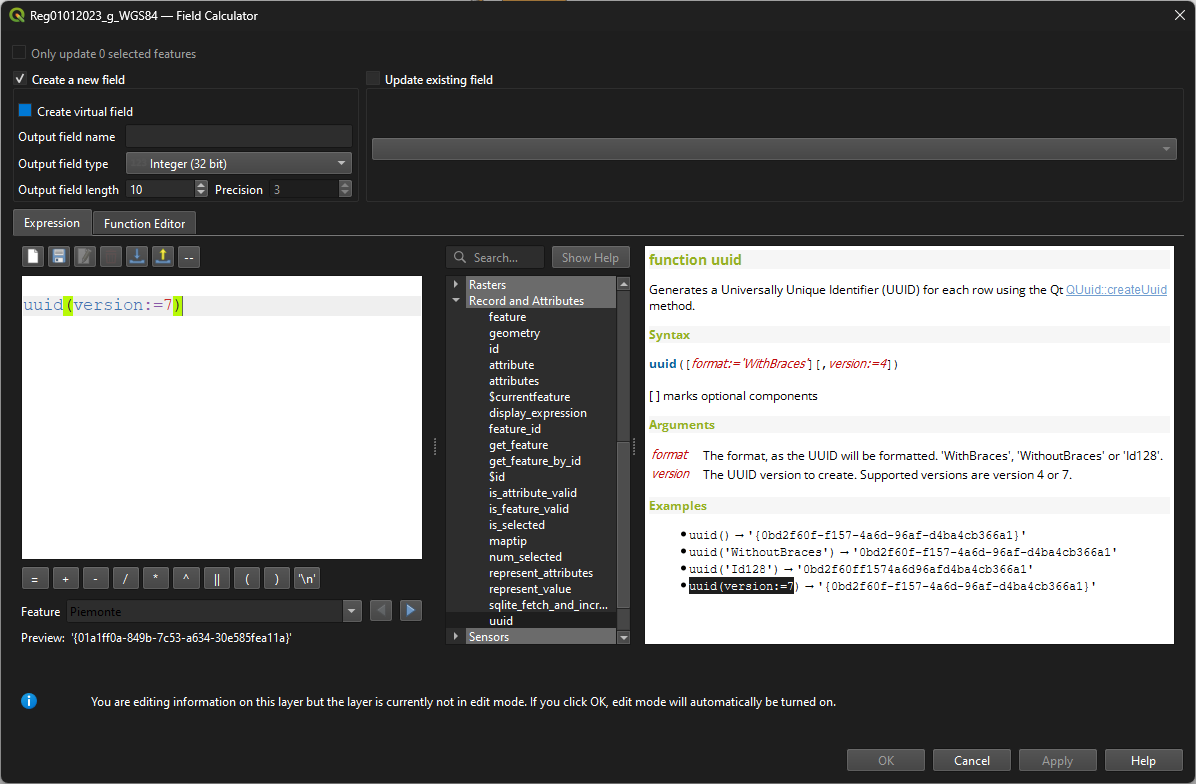 Reg01012023_g_WGS84 — Field Calculator
Only update 0 selected features
Create a new field
Update existing field
Create virtual field
Output field name
Output field type
Integer (32 bit)
Output field length 10 Precision 3
Expression Function Editor
--
Search...
Show Help
uuid(version:=7)
= + - / * ^ || ( ) '\n'
Feature Piemonte
Preview: '{01a1ff0a-849b-7c53-a634-30e585fea11a}'
Rasters
Record and Attributes
feature
geometry
id
attribute
attributes
$currentfeature
display_expression
feature_id
get_feature
get_feature_by_id
$id
is_attribute_valid
is_feature_valid
is_selected
maptip
num_selected
represent_attributes
represent_value
sqlite_fetch_and_incr...
uuid
Sensors
function uuid
Generates a Universally Unique Identifier (UUID) for each row using the Qt QUuid::createUuid
method.
Syntax
uuid([format:='WithBraces'][,version:=4])
[ ] marks optional components
Arguments
format The format, as the UUID will be formatted. 'WithBraces', 'WithoutBraces' or 'Id128'.
version The UUID version to create. Supported versions are version 4 or 7.
Examples
uuid() → '{0bd2f60f-f157-4a6d-96af-d4ba4cb366a1}'
uuid('WithoutBraces') → '0bd2f60f-f157-4a6d-96af-d4ba4cb366a1'
uuid('Id128') → '0bd2f60ff1574a6d96afd4ba4cb366a1'
uuid(version:=7) → '{0bd2f60f-f157-4a6d-96af-d4ba4cb366a1}'
You are editing information on this layer but the layer is currently not in edit mode. If you click OK, edit mode will automatically be turned on.
OK Cancel Apply Help